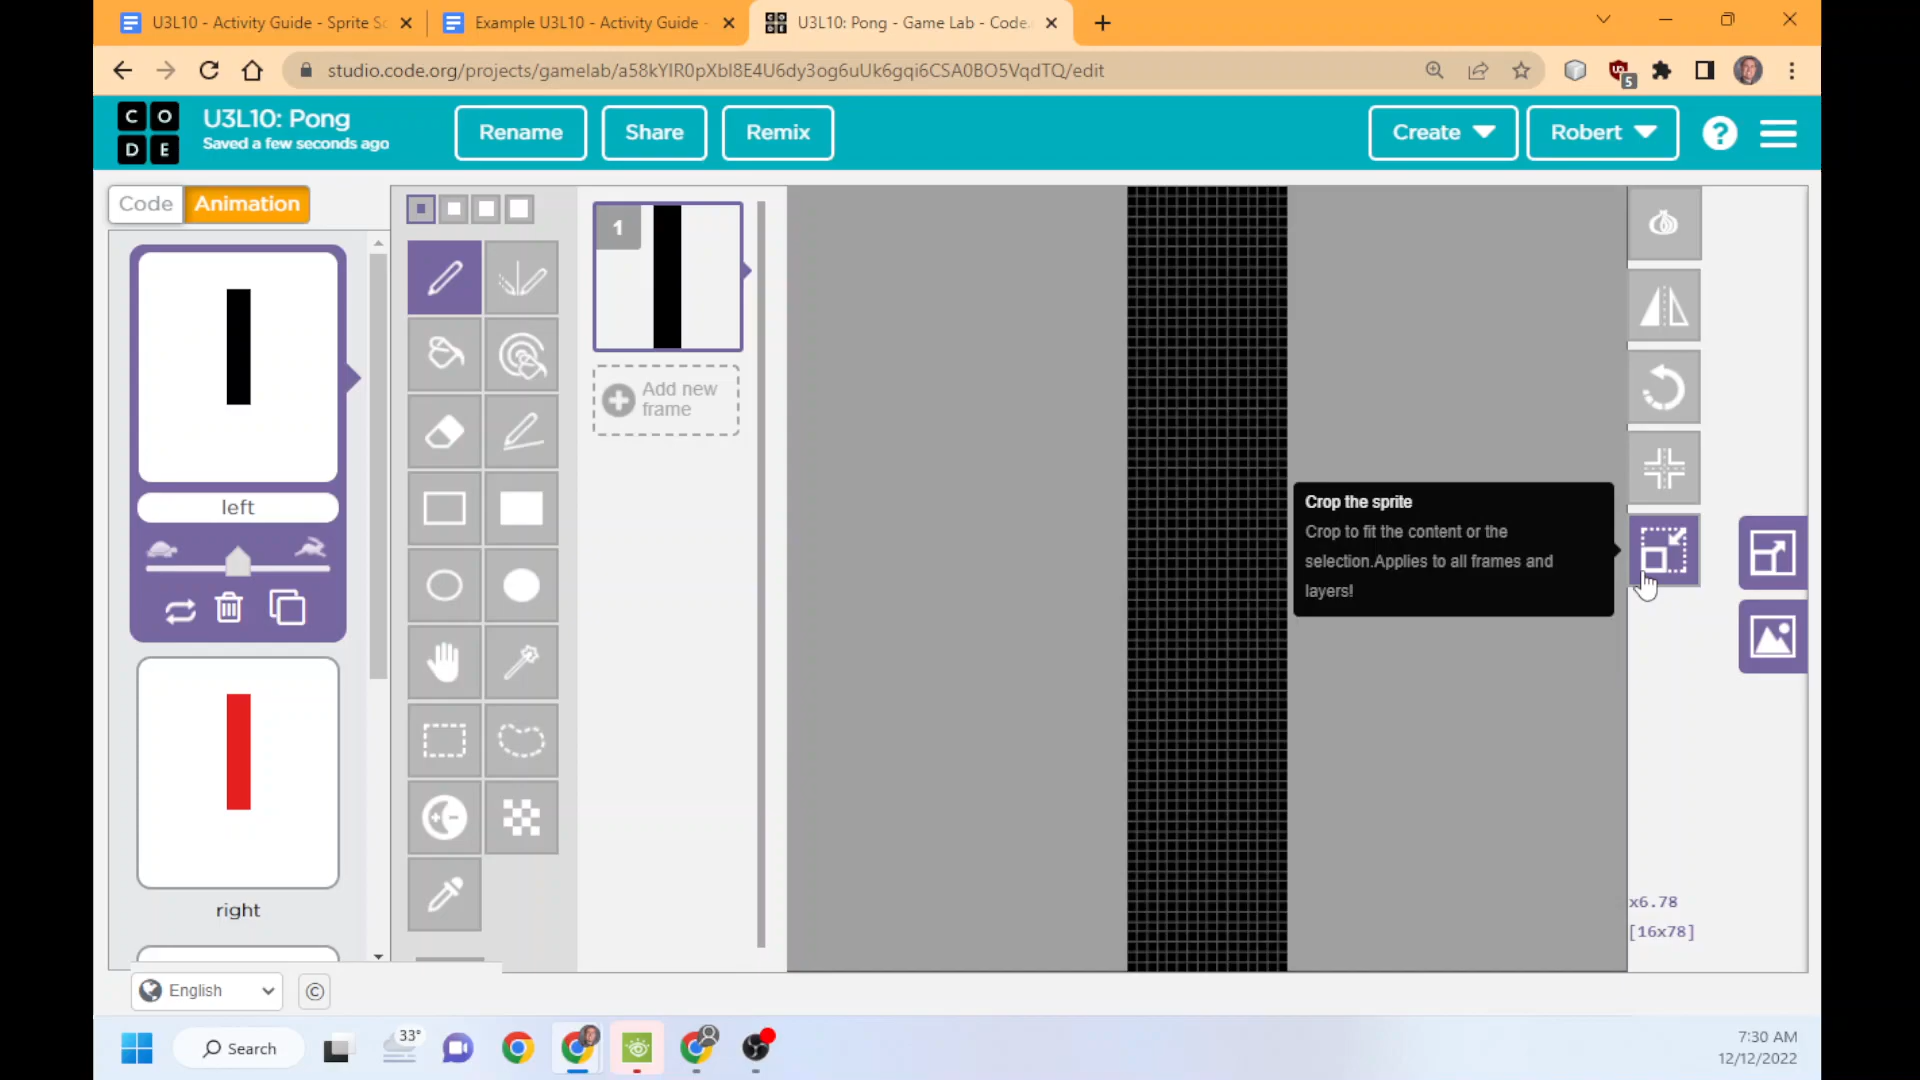 U3L10 - Activity Guide - Sprite Sc
Example U3L10 - Activity Guide -
U3L10: Pong - Game Lab - Code.
studio.code.org/projects/gamelab/a58kYIR0pXbI8E4U6dy3og6uUk6gqi6CSA0BO5VqdTQ/edit
5
C O
D E
U3L10: Pong
Saved a few seconds ago
Rename
Share
Remix
Create
Robert
?
Code
Animation
1
Add new
frame
left
right
Crop the sprite
Crop to fit the content or the
selection.Applies to all frames and
layers!
x6.78
[16x78]
English
©
Search
33°
7:30 AM
12/12/2022